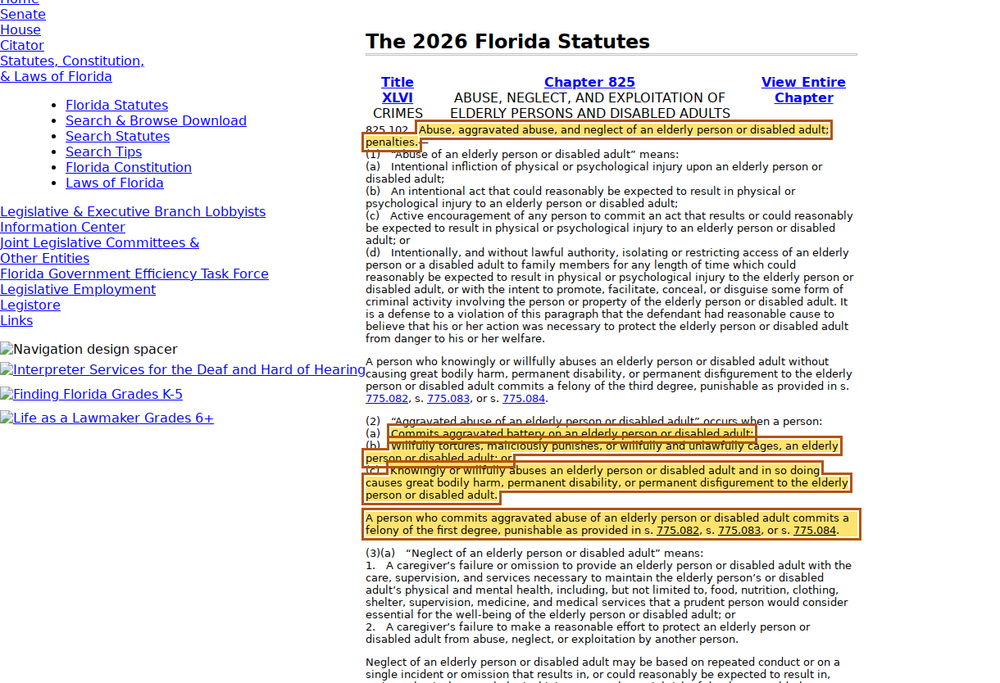 Home
Senate
House
Citator
Statutes, Constitution,
& Laws of Florida
Florida Statutes
Search & Browse Download
Search Statutes
Search Tips
Florida Constitution
Laws of Florida
Legislative & Executive Branch Lobbyists
Information Center
Joint Legislative Committees &
Other Entities
Florida Government Efficiency Task Force
Legislative Employment
Legistore
Links
Navigation design spacer
Interpreter Services for the Deaf and Hard of Hearing
Finding Florida Grades K-5
Life as a Lawmaker Grades 6+
The 2026 Florida Statutes
Title
XLVI
CRIMES
Chapter 825
ABUSE, NEGLECT, AND EXPLOITATION OF
ELDERLY PERSONS AND DISABLED ADULTS
View Entire
Chapter
825.102 Abuse, aggravated abuse, and neglect of an elderly person or disabled adult;
penalties.—
(1) “Abuse of an elderly person or disabled adult” means:
(a) Intentional infliction of physical or psychological injury upon an elderly person or
disabled adult;
(b) An intentional act that could reasonably be expected to result in physical or
psychological injury to an elderly person or disabled adult;
(c) Active encouragement of any person to commit an act that results or could reasonably
be expected to result in physical or psychological injury to an elderly person or disabled
adult; or
(d) Intentionally, and without lawful authority, isolating or restricting access of an elderly
person or a disabled adult to family members for any length of time which could
reasonably be expected to result in physical or psychological injury to the elderly person or
disabled adult, or with the intent to promote, facilitate, conceal, or disguise some form of
criminal activity involving the person or property of the elderly person or disabled adult. It
is a defense to a violation of this paragraph that the defendant had reasonable cause to
believe that his or her action was necessary to protect the elderly person or disabled adult
from danger to his or her welfare.
A person who knowingly or willfully abuses an elderly person or disabled adult without
causing great bodily harm, permanent disability, or permanent disfigurement to the elderly
person or disabled adult commits a felony of the third degree, punishable as provided in s.
775.082, s. 775.083, or s. 775.084.
(2) “Aggravated abuse of an elderly person or disabled adult” occurs when a person:
(a) Commits aggravated battery on an elderly person or disabled adult;
(b) Willfully tortures, maliciously punishes, or willfully and unlawfully cages, an elderly
person or disabled adult; or
(c) Knowingly or willfully abuses an elderly person or disabled adult and in so doing
causes great bodily harm, permanent disability, or permanent disfigurement to the elderly
person or disabled adult.
A person who commits aggravated abuse of an elderly person or disabled adult commits a
felony of the first degree, punishable as provided in s. 775.082, s. 775.083, or s. 775.084.
(3)(a) “Neglect of an elderly person or disabled adult” means:
1. A caregiver’s failure or omission to provide an elderly person or disabled adult with the
care, supervision, and services necessary to maintain the elderly person’s or disabled
adult’s physical and mental health, including, but not limited to, food, nutrition, clothing,
shelter, supervision, medicine, and medical services that a prudent person would consider
essential for the well-being of the elderly person or disabled adult; or
2. A caregiver’s failure to make a reasonable effort to protect an elderly person or
disabled adult from abuse, neglect, or exploitation by another person.
Neglect of an elderly person or disabled adult may be based on repeated conduct or on a
single incident or omission that results in, or could reasonably be expected to result in,